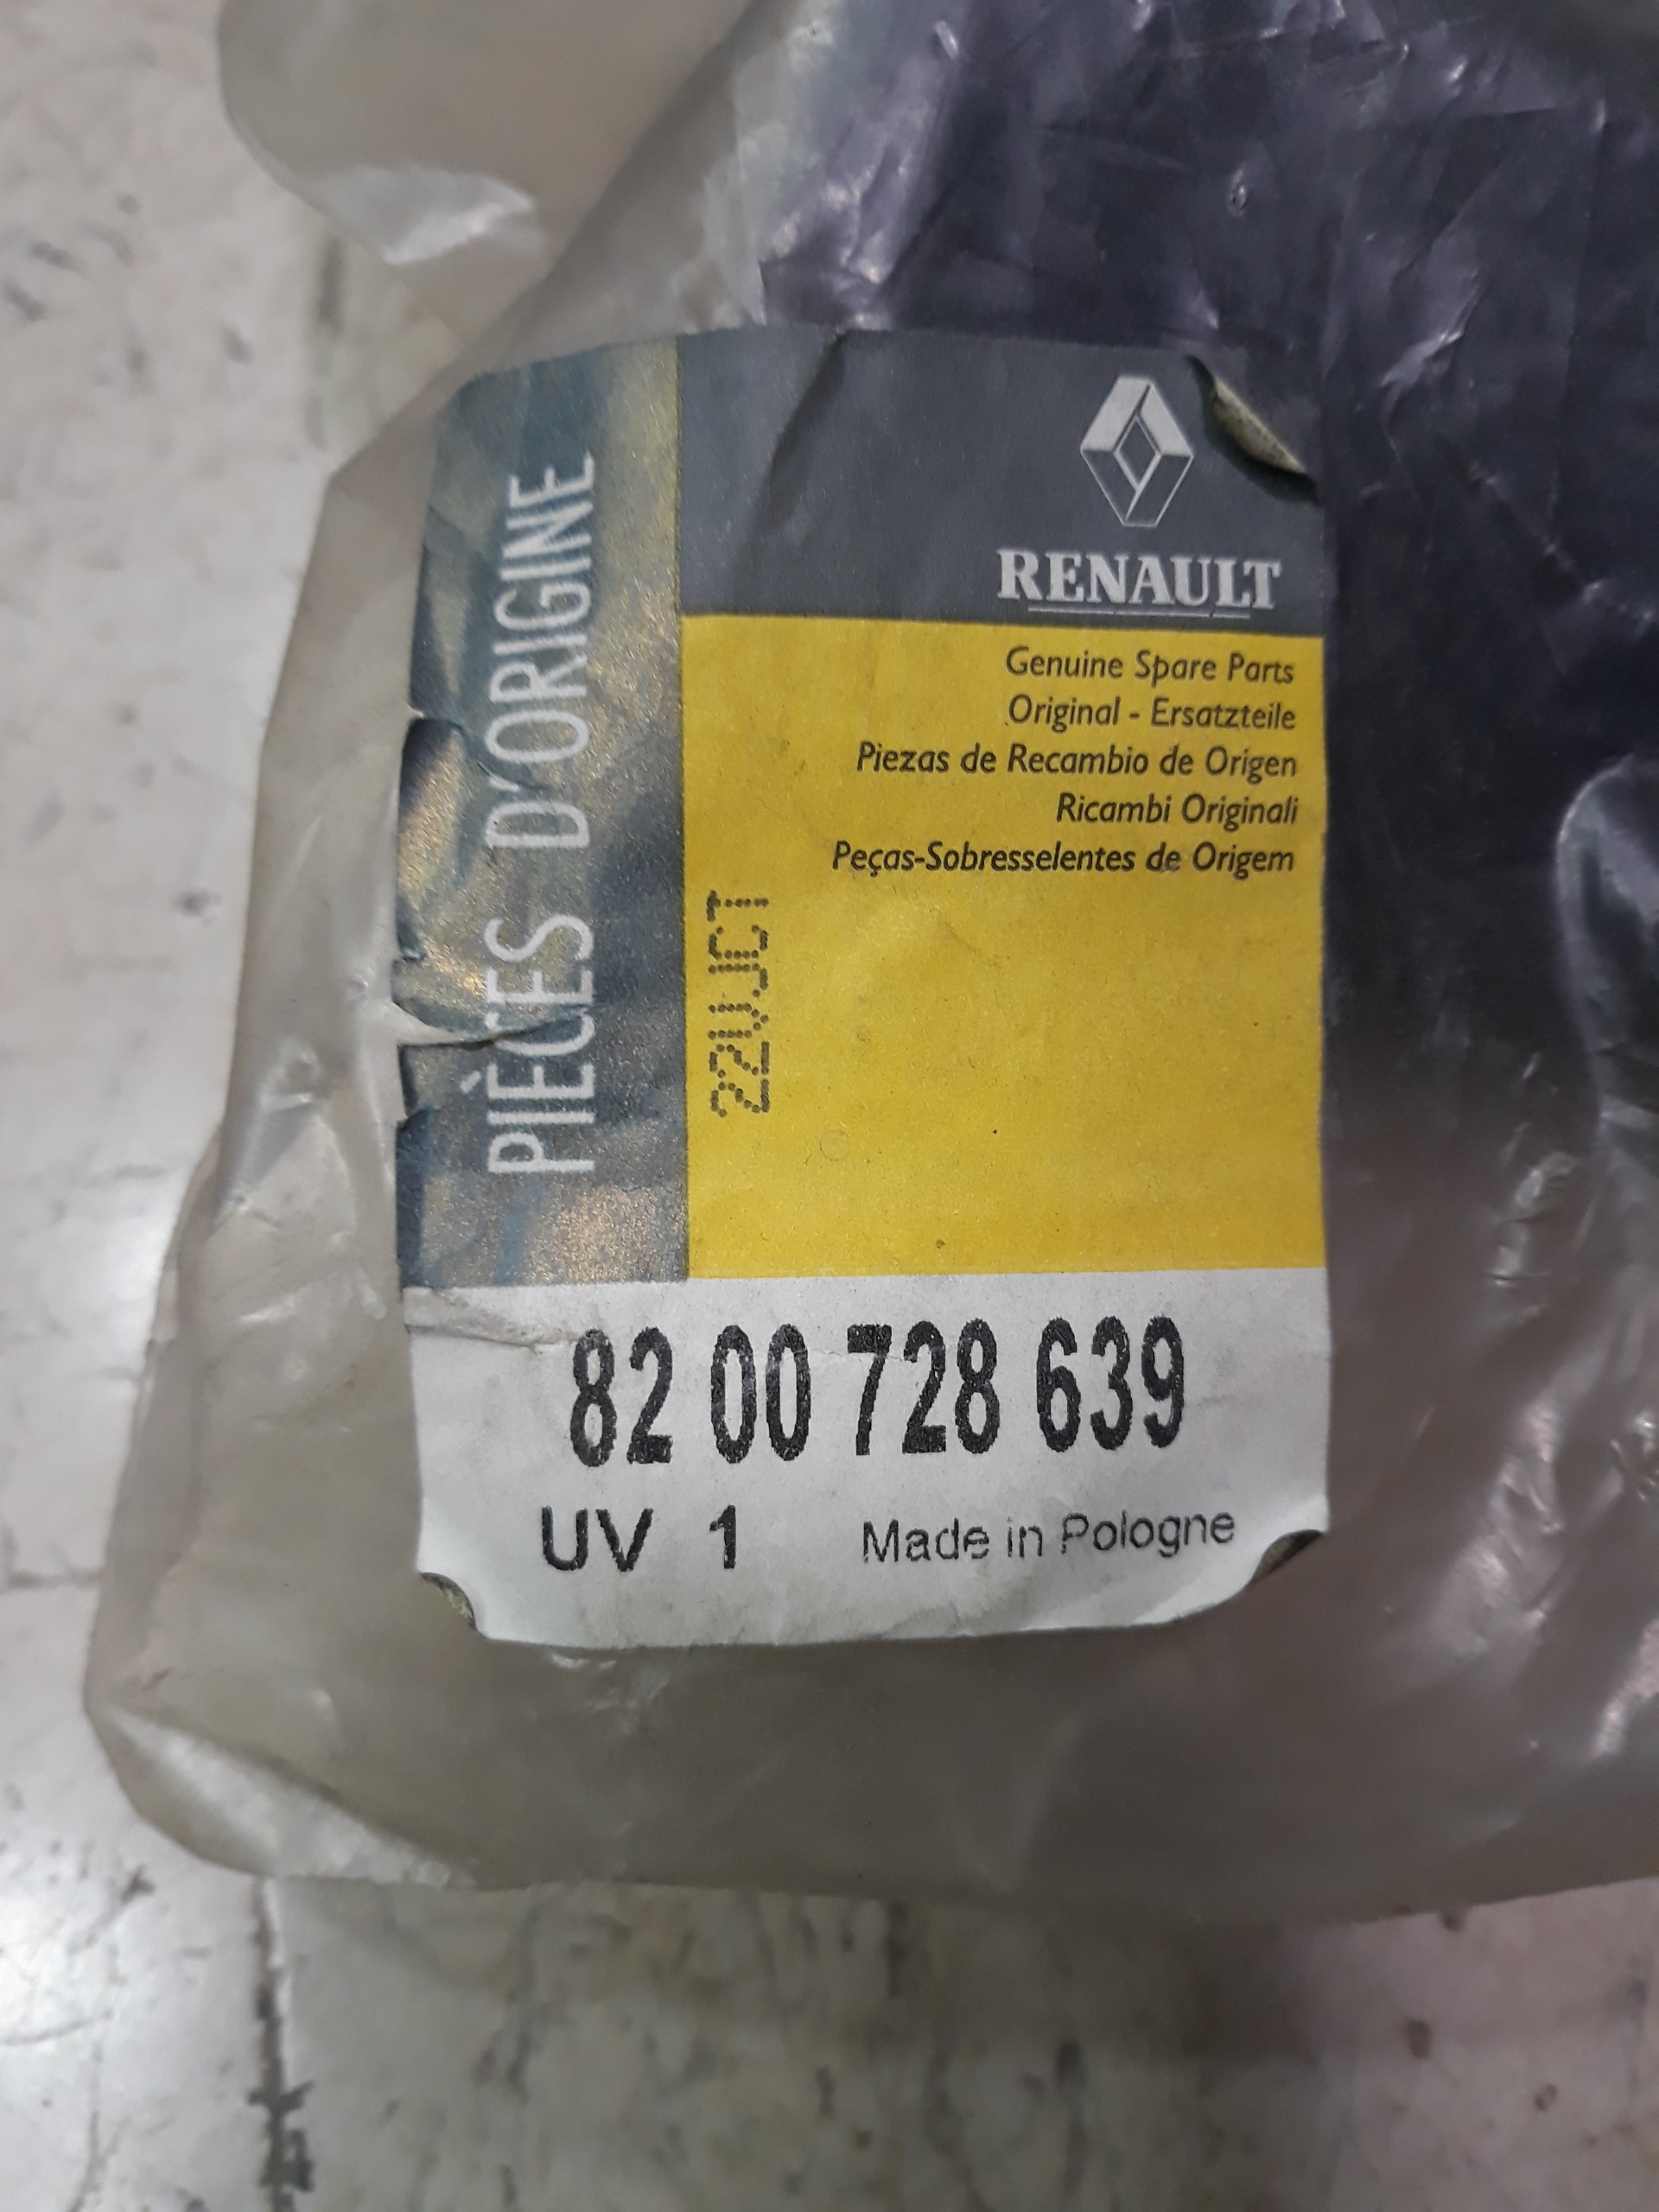 PIÈCES D'ORIGINE
RENAULT
Genuine Spare Parts
Original - Ersatzteile
Piezas de Recambio de Origen
Ricambi Originali
Peças-Sobresselentes de Origem
22VJCT
82 00 728 639
UV 1 Made in Pologne